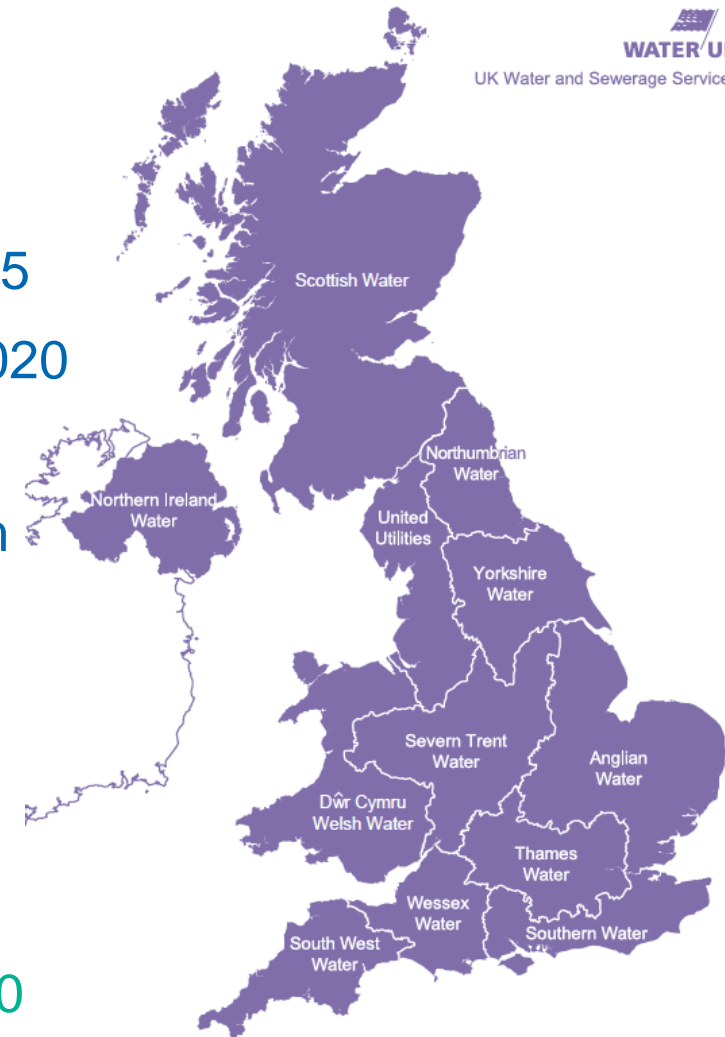 WATER UK
UK Water and Sewerage Service
5
020
Scottish Water
Northumbrian
Water
Northern Ireland
Water
United
Utilities
n
Yorkshire
Water
Severn Trent
Water
Anglian
Water
Dŵr Cymru
Welsh Water
Thames
Water
Wessex
Water
Southern Water
South West
Water
0